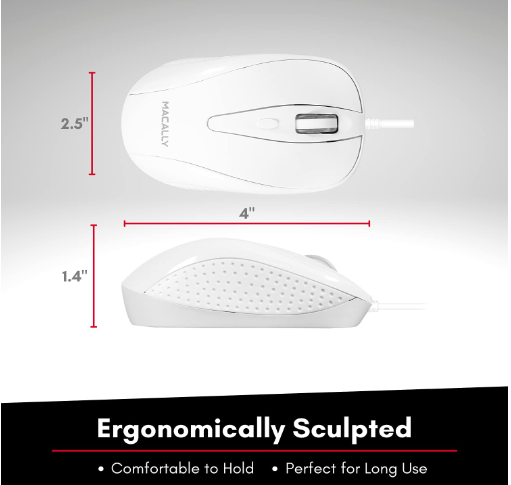 2.5"
MACALLY
4"
1.4"
Ergonomically Sculpted
• Comfortable to Hold • Perfect for Long Use